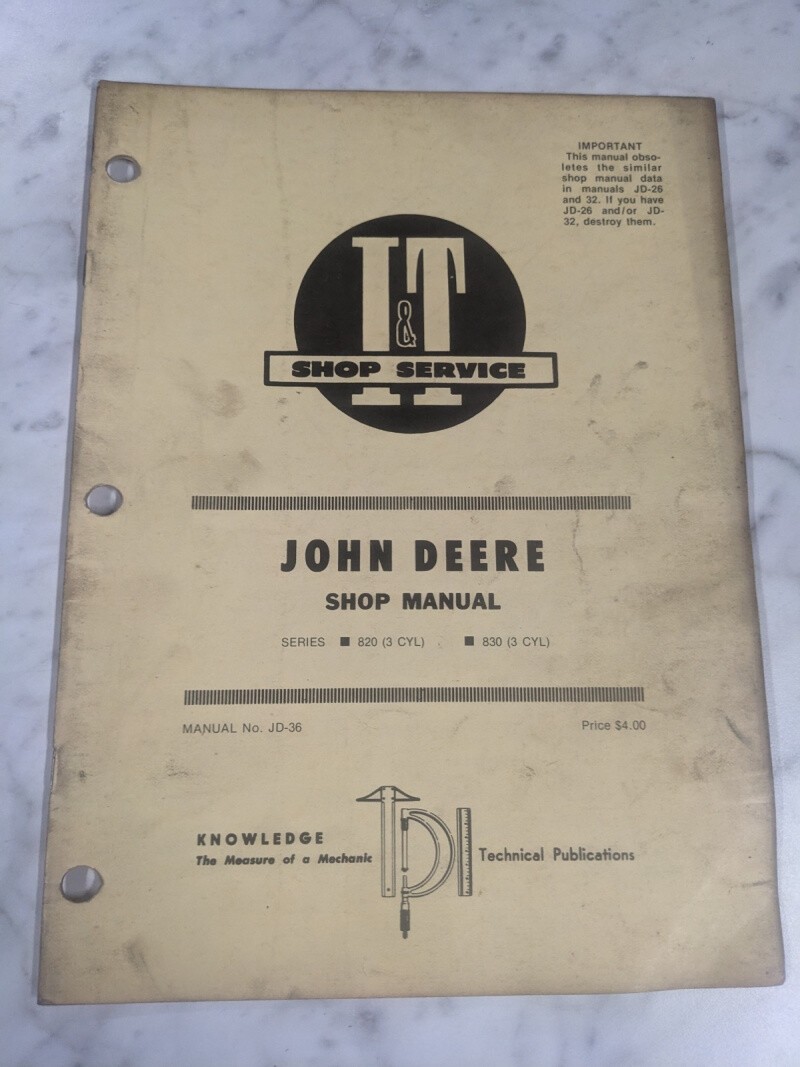 IMPORTANT
This manual obso-
letes the similar
shop manual data
in manuals JD-26
and 32. If you have
JD-26 and/or JD-
32, destroy them.
I&T
SHOP SERVICE
JOHN DEERE
SHOP MANUAL
SERIES ■ 820 (3 CYL) ■ 830 (3 CYL)
MANUAL No. JD-36 Price $4.00
KNOWLEDGE
The Measure of a Mechanic
TDI
Technical Publications